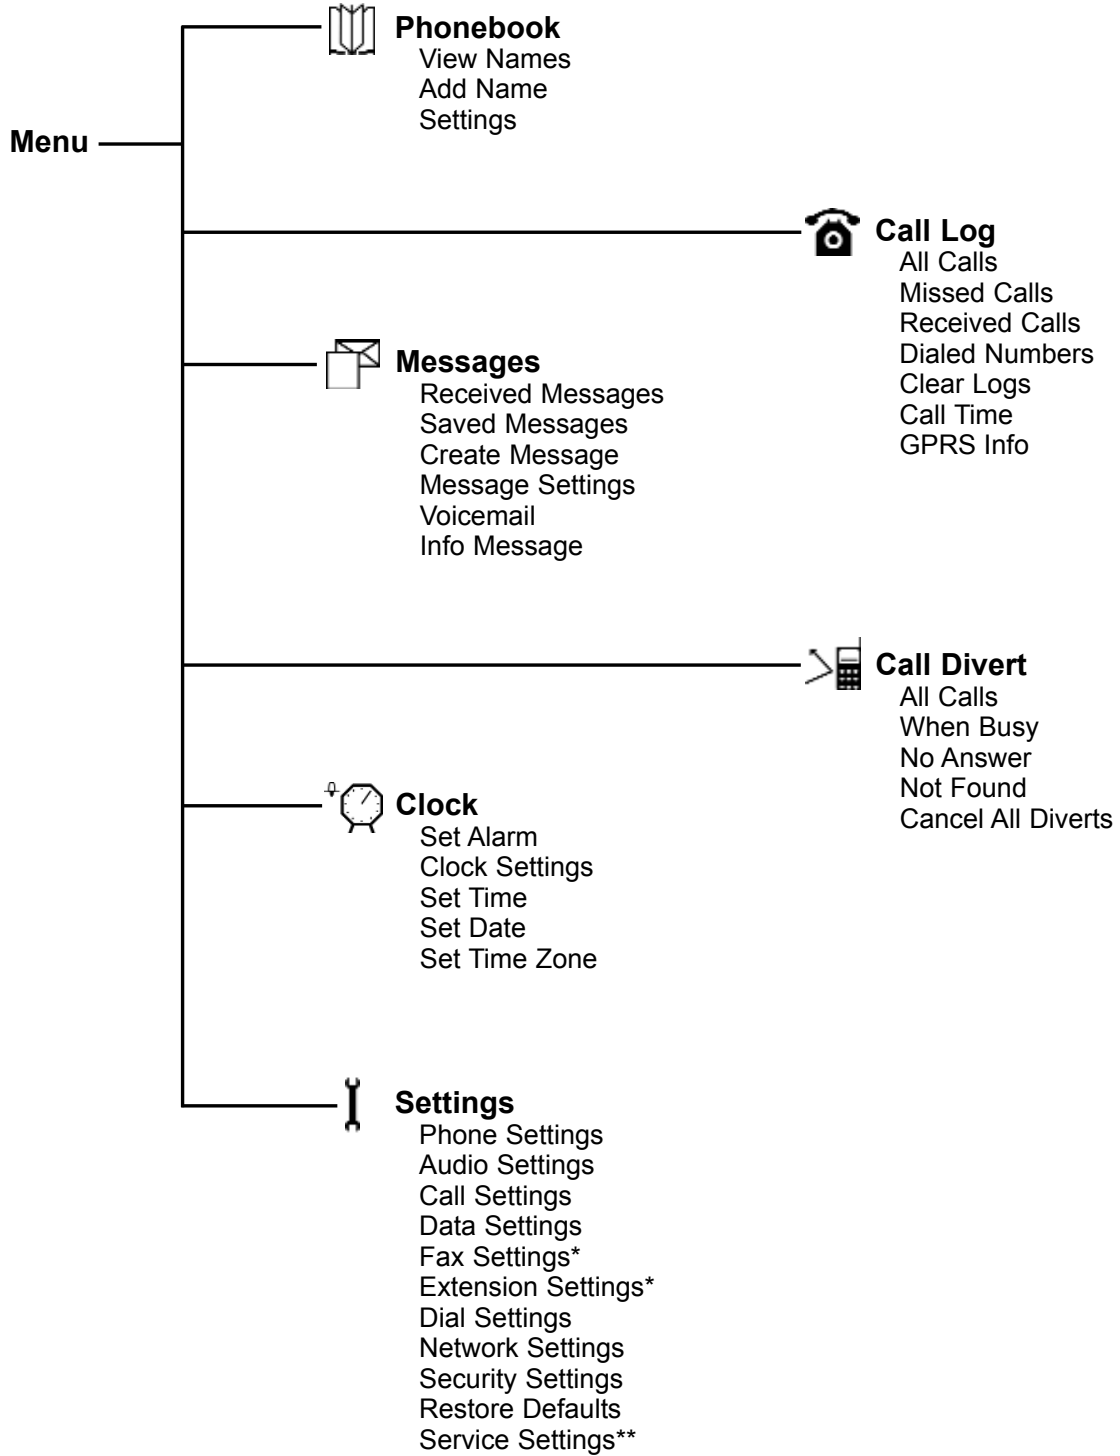 Menu
Phonebook
View Names
Add Name
Settings
Call Log
All Calls
Missed Calls
Received Calls
Dialed Numbers
Clear Logs
Call Time
GPRS Info
Messages
Received Messages
Saved Messages
Create Message
Message Settings
Voicemail
Info Message
Call Divert
All Calls
When Busy
No Answer
Not Found
Cancel All Diverts
Clock
Set Alarm
Clock Settings
Set Time
Set Date
Set Time Zone
Settings
Phone Settings
Audio Settings
Call Settings
Data Settings
Fax Settings*
Extension Settings*
Dial Settings
Network Settings
Security Settings
Restore Defaults
Service Settings**